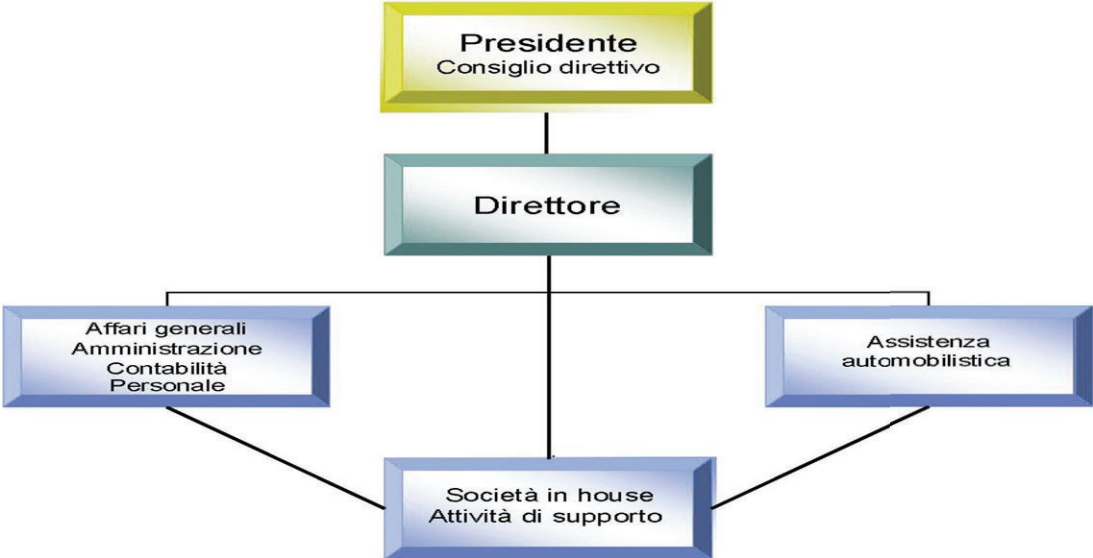 Presidente
Consiglio direttivo
Direttore
Affari generali
Amministrazione
Contabilità
Personale
Assistenza
automobilistica
Società in house
Attività di supporto